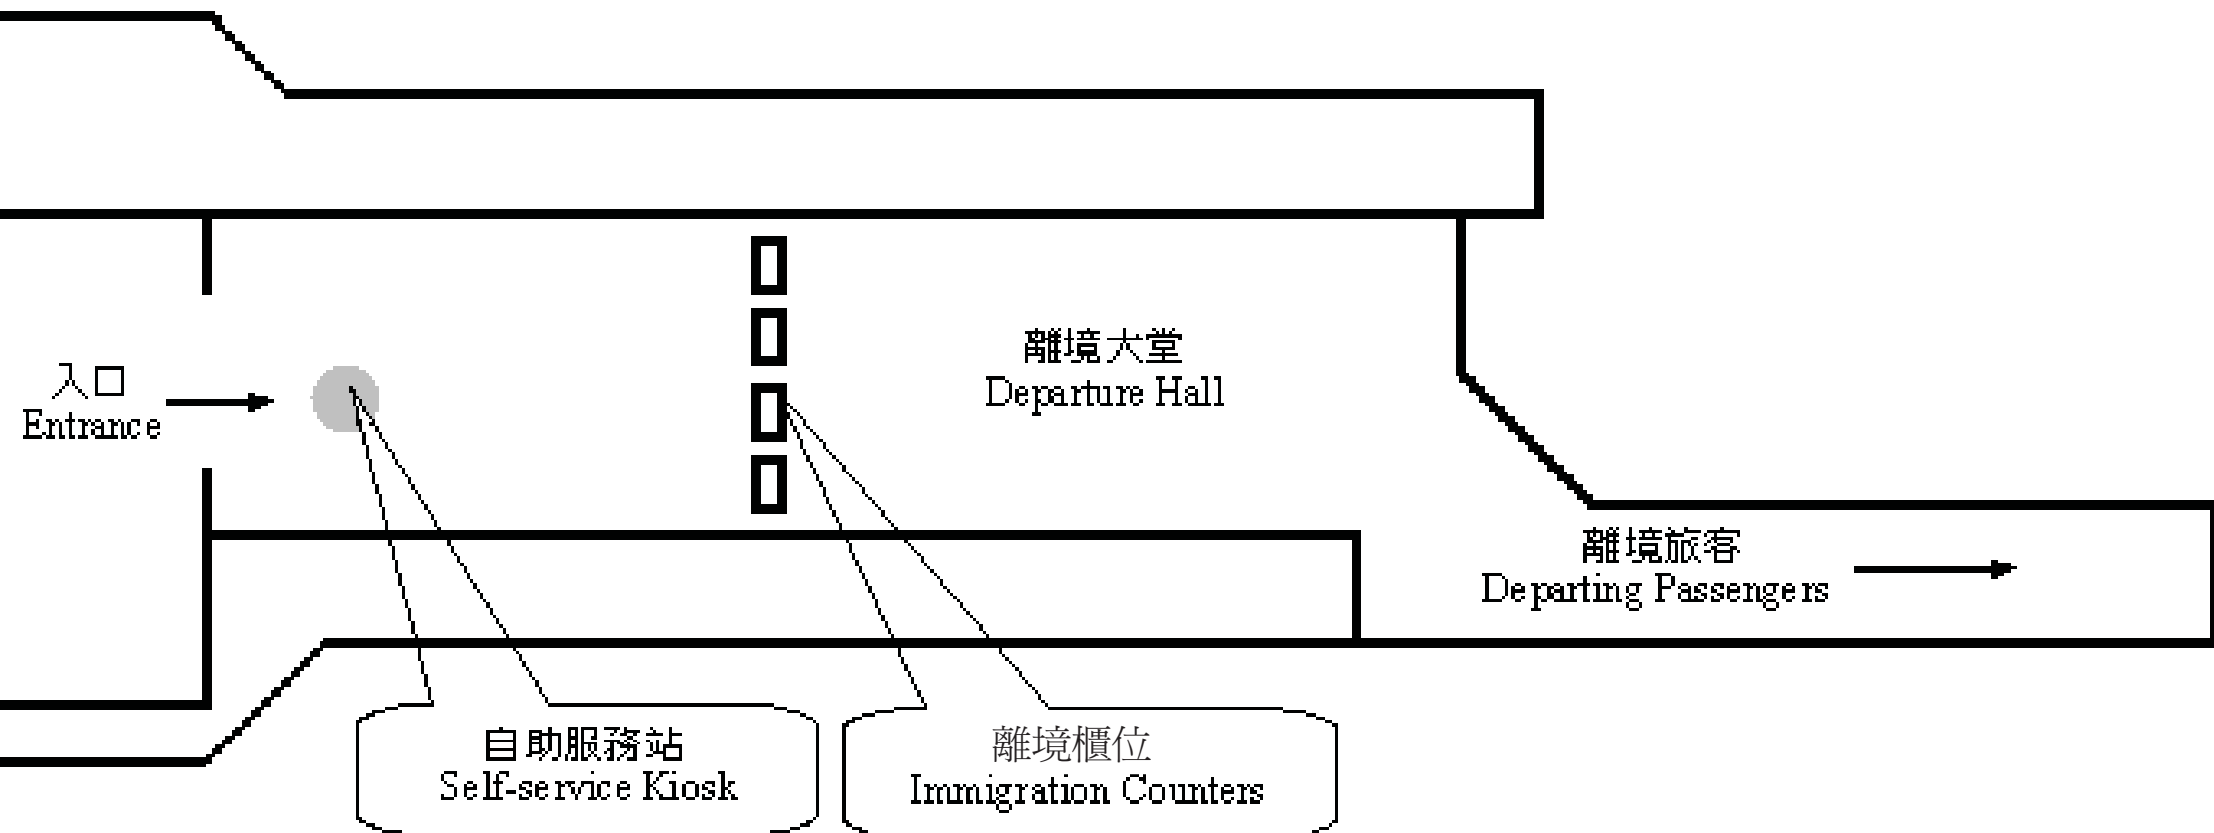 離境大堂
Departure Hall
入口
Entrance
離境旅客
Departing Passengers
自助服務站
Self-service Kiosk
離境櫃位
Immigration Counters